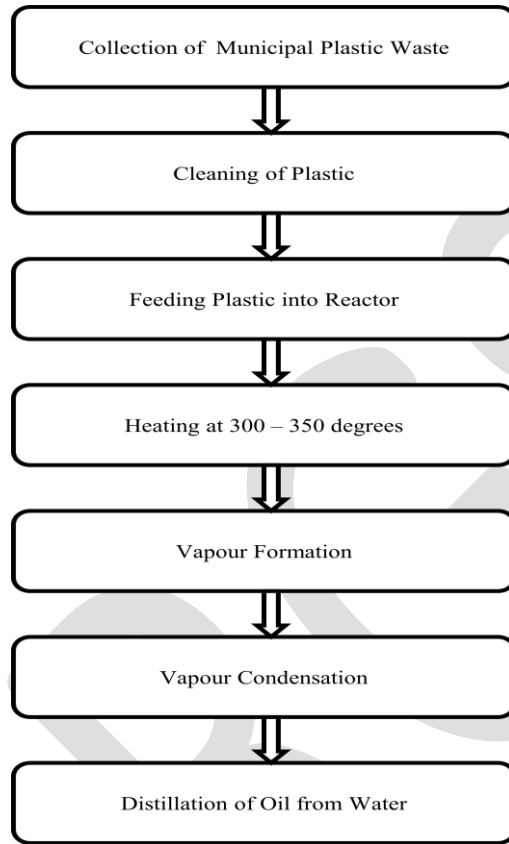 Collection of Municipal Plastic Waste
Cleaning of Plastic
Feeding Plastic into Reactor
Heating at 300 – 350 degrees
Vapour Formation
Vapour Condensation
Distillation of Oil from Water